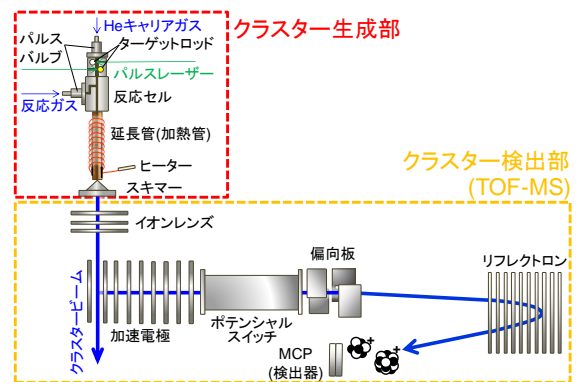 Heキャリアガス
クラスター生成部
パルス
バルブ
ターゲットロッド
パルスレーザー
反応ガス
反応セル
延長管(加熱管)
ヒーター
スキマー
クラスター検出部
(TOF-MS)
イオンレンズ
クラスタービーム
加速電極
ポテンシャル
スイッチ
偏向板
リフレクトロン
MCP
(検出器)
+
+